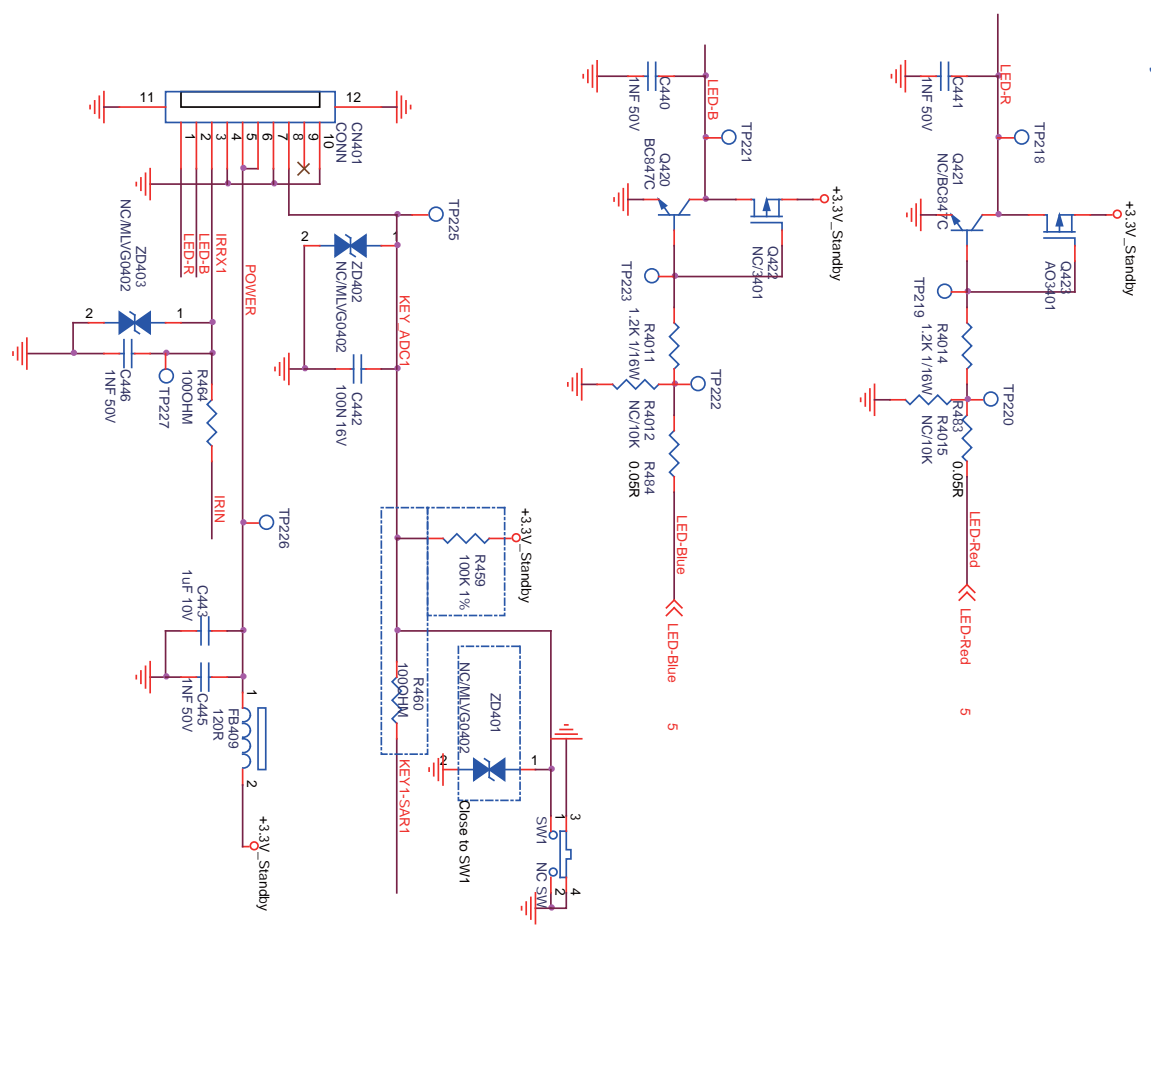 11
12
1
2
3
4
5
6
7
8
9
10
CN401
CONN
LED-R
LED-B
IRRX1
POWER
ZD403
NC/MLVG0402
2
1
C446
1NF 50V
TP227
R464
100OHM
IRIN
TP226
C443
1uF 10V
C445
1NF 50V
1
FB409
120R
2
+3.3V_Standby
TP225
2
1
ZD402
NC/MLVG0402
KEY_ADC1
C442
100N 16V
+3.3V_Standby
R459
100K 1%
R460
100OHM
KEY1-SAR1
ZD401
NC/MLVG0402
2
1
Close to SW1
3
1
SW1
NC SW
2
4
C440
1NF 50V
LED-B
TP221
Q420
BC847C
+3.3V_Standby
Q422
NC/3401
TP223
R4011
1.2K 1/16W
TP222
R4012
NC/10K
R484
0.05R
LED-Blue
LED-Blue
5
C441
1NF 50V
LED-R
TP218
Q421
NC/BC847C
+3.3V_Standby
Q423
AO3401
TP219
R4014
1.2K 1/16W
TP220
R483
R4015
NC/10K
0.05R
LED-Red
LED-Red
5